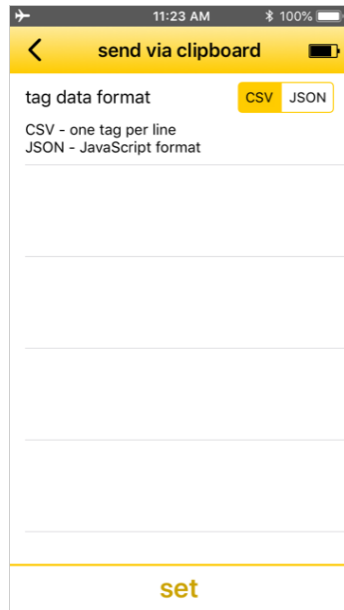 11:23 AM 100%
send via clipboard
tag data format CSV JSON
CSV - one tag per line
JSON - JavaScript format
set